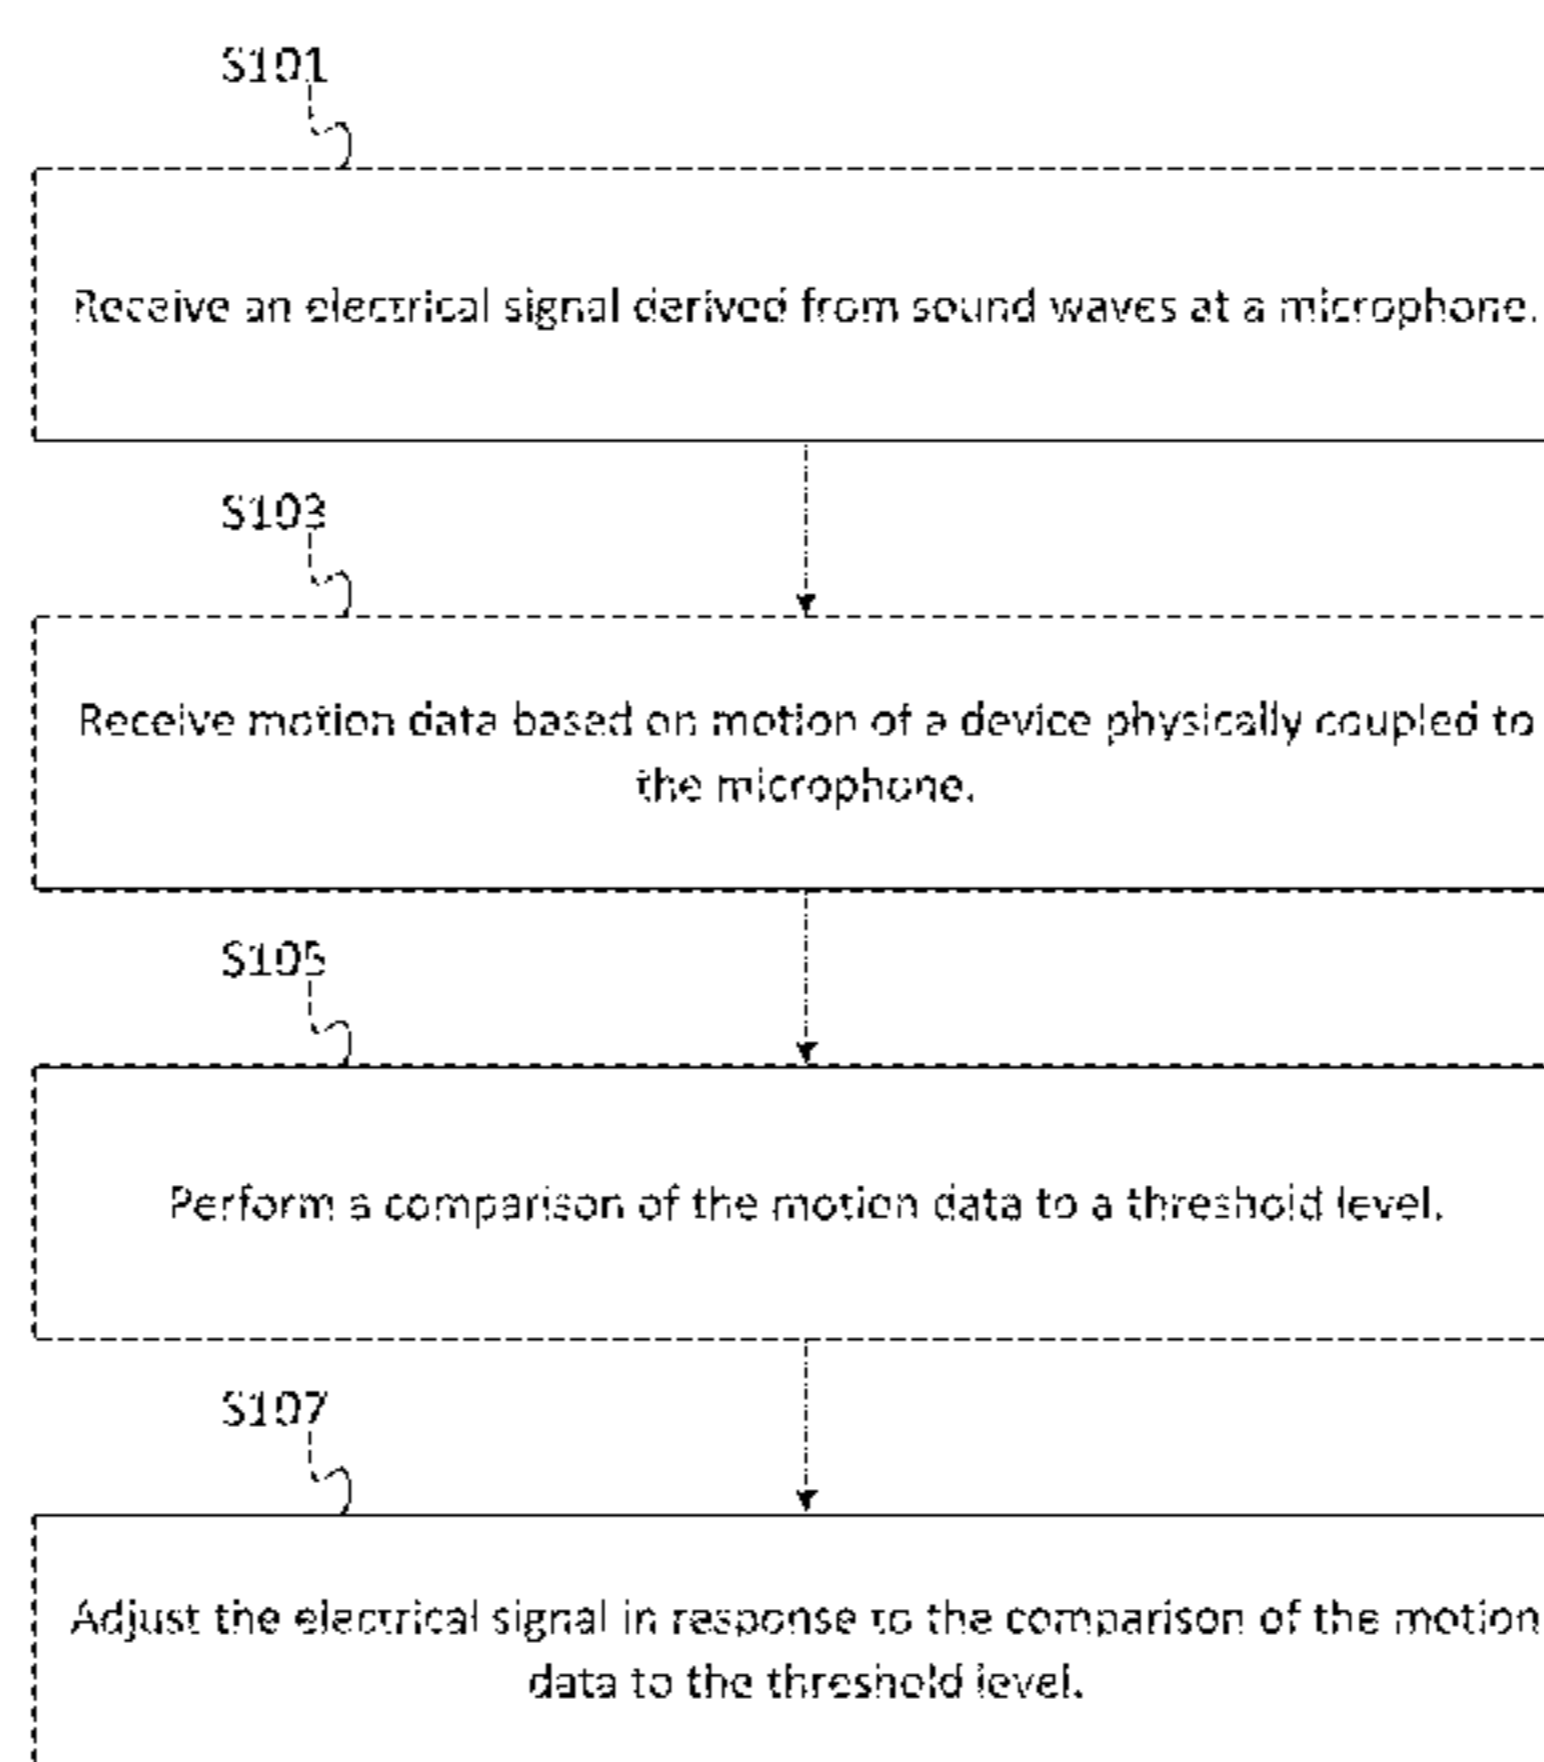 S101
Receive an electrical signal derived from sound waves at a microphone.
S103
Receive motion data based on motion of a device physically coupled to
the microphone.
S105
Perform a comparison of the motion data to a threshold level.
S107
Adjust the electrical signal in response to the comparison of the motion
data to the threshold level.